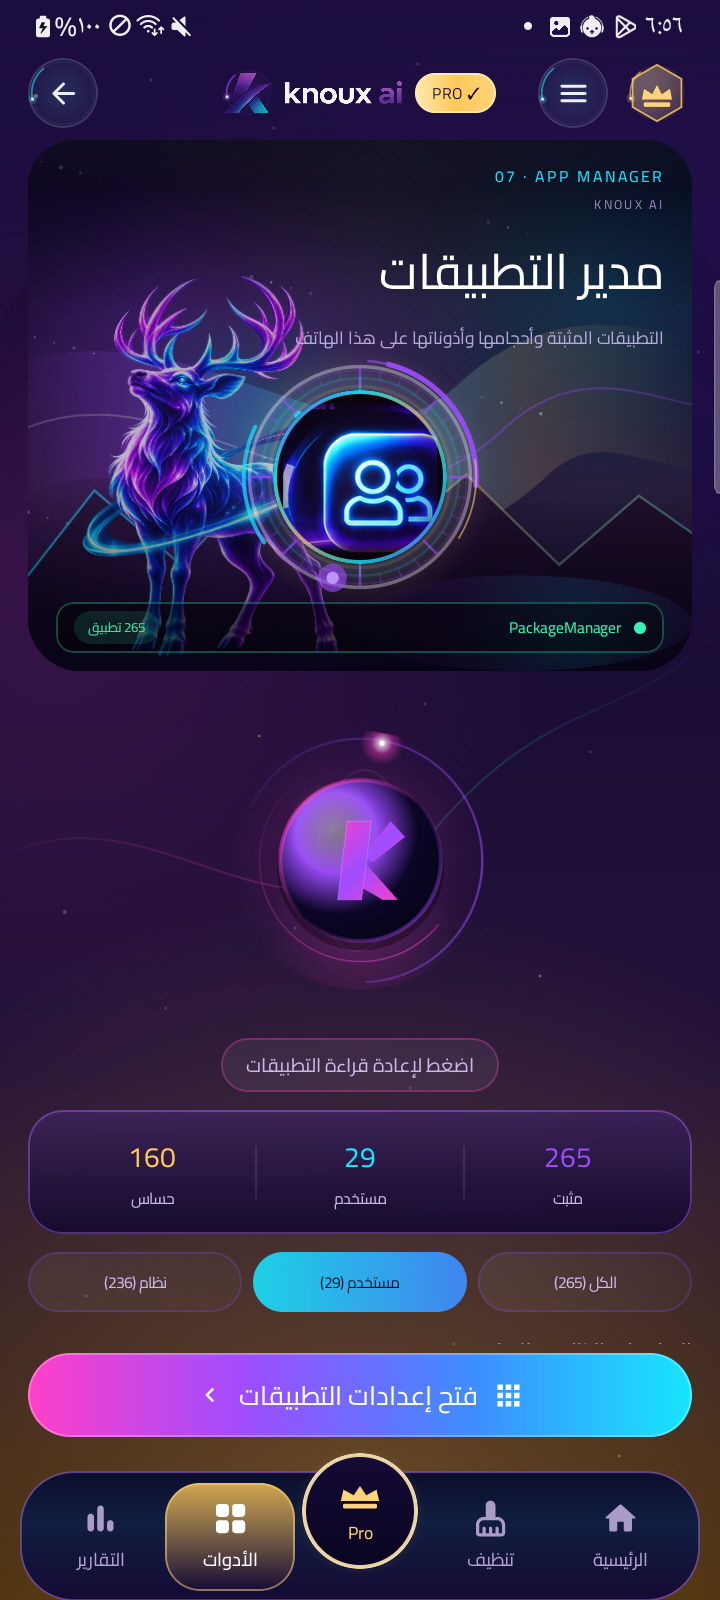 ٦:٥٦
%١٠٠
knoux ai
PRO ✓
07 · APP MANAGER
KNOUX AI
مدير التطبيقات
التطبيقات المثبتة وأحجامها وأذوناتها على هذا الهاتف
PackageManager
265 تطبيق
اضغط لإعادة قراءة التطبيقات
265
29
160
مثبت
مستخدم
حساس
الكل (265)
مستخدم (29)
نظام (236)
فتح إعدادات التطبيقات
الرئيسية
تنظيف
Pro
الأدوات
التقارير